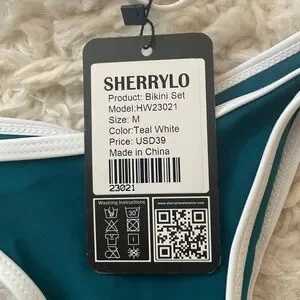 SHERRYLO
Product: Bikini Set
Model:HW23021
Size: M
Color:Teal White
Price: USD39
Made in China
23021
Washing Instructions
30